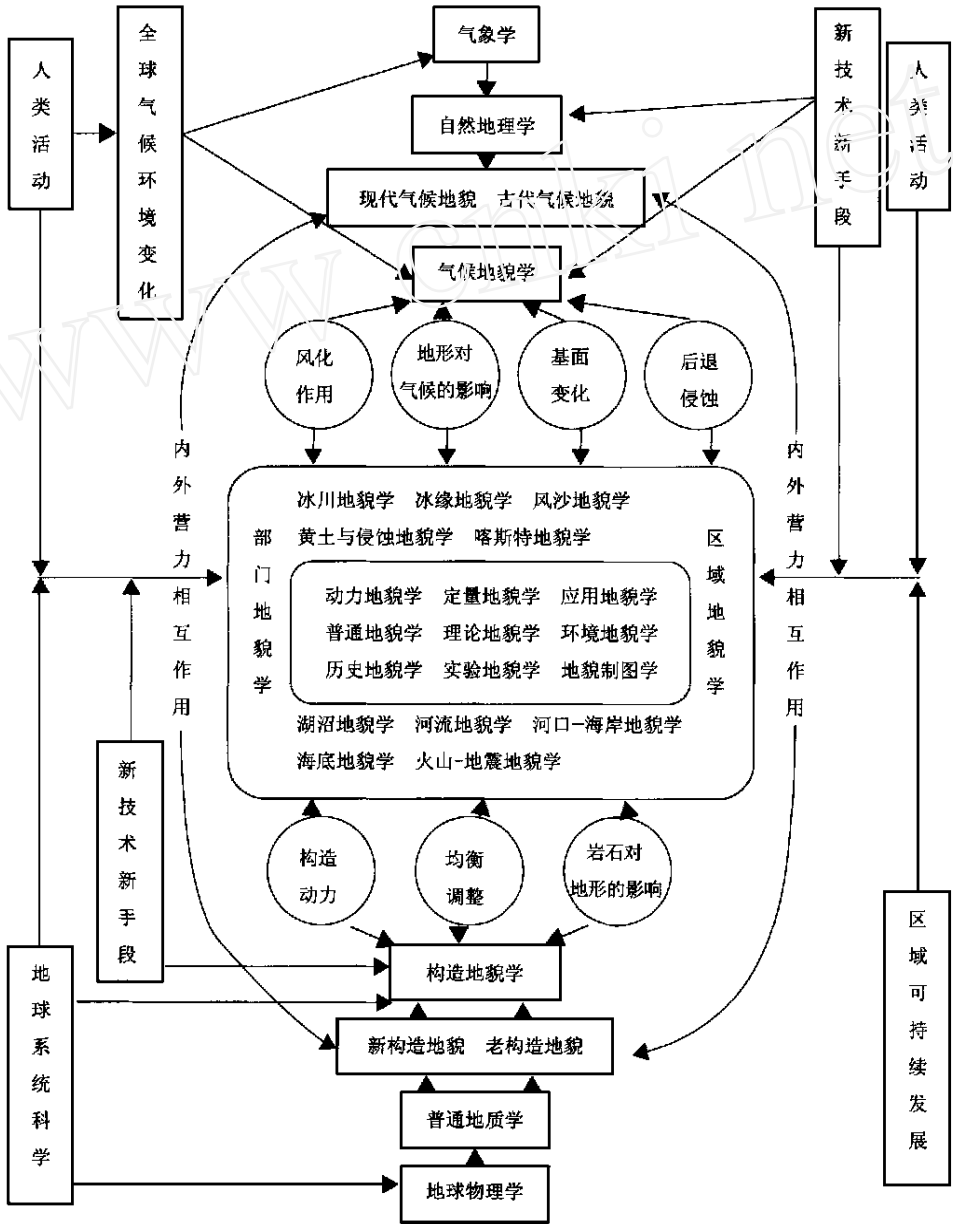 人类活动
全球气候环境变化
气象学
自然地理学
现代气候地貌 古代气候地貌
气候地貌学
新技术新手段
人类活动
风化
作用
地形对
气候的影响
基面
变化
后退
侵蚀
内外营力相互作用
内外营力相互作用
部门地貌学
冰川地貌学 冰缘地貌学 风沙地貌学
黄土与侵蚀地貌学 喀斯特地貌学
动力地貌学 定量地貌学 应用地貌学
普通地貌学 理论地貌学 环境地貌学
历史地貌学 实验地貌学 地貌制图学
湖沼地貌学 河流地貌学 河口-海岸地貌学
海底地貌学 火山-地震地貌学
区域地貌学
新技术新手段
构造
动力
均衡
调整
岩石对
地形的影响
构造地貌学
新构造地貌 老构造地貌
普通地质学
地球物理学
地球系统科学
区域可持续发展
www.cnki.net